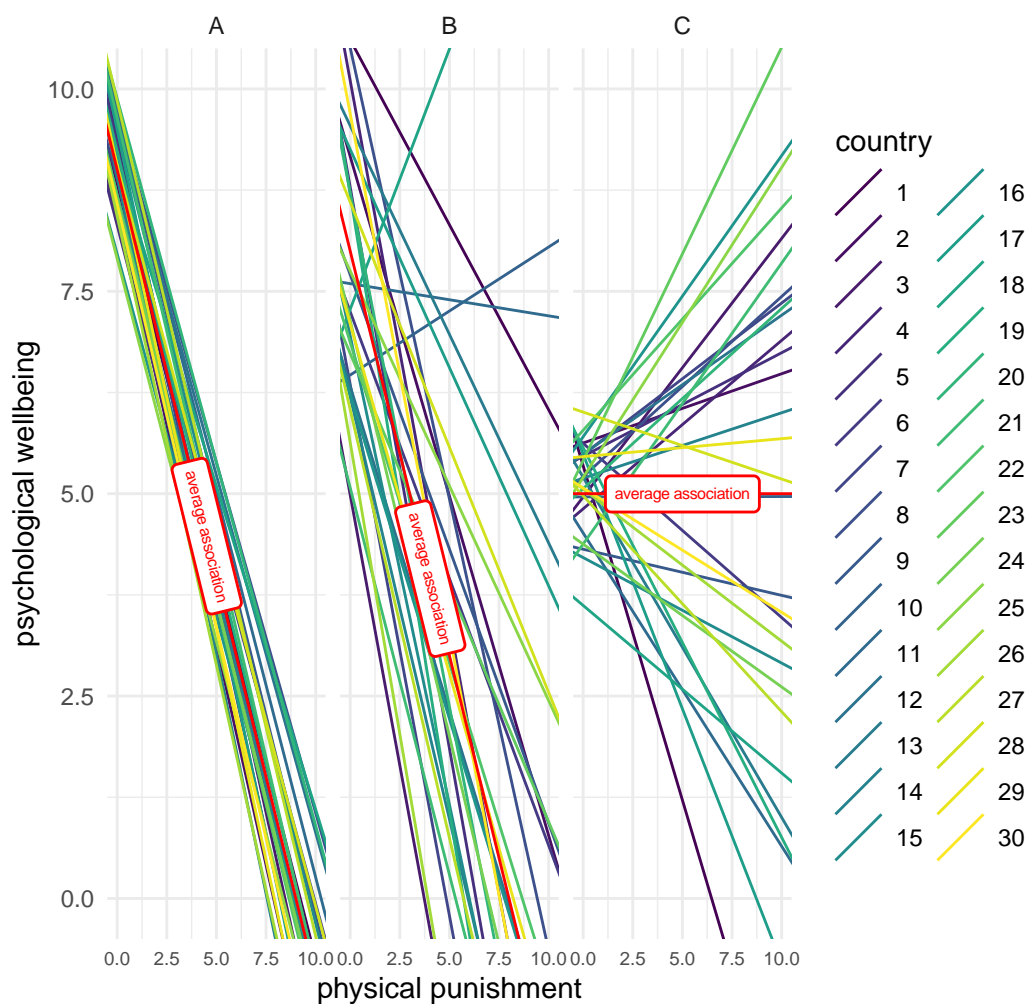 A B C
psychological wellbeing
10.0
7.5
5.0
2.5
0.0
average association
average association
average association
0.0 2.5 5.0 7.5 10.0 0.0 2.5 5.0 7.5 10.0 0.0 2.5 5.0 7.5 10.0
physical punishment
country
1 16
2 17
3 18
4 19
5 20
6 21
7 22
8 23
9 24
10 25
11 26
12 27
13 28
14 29
15 30